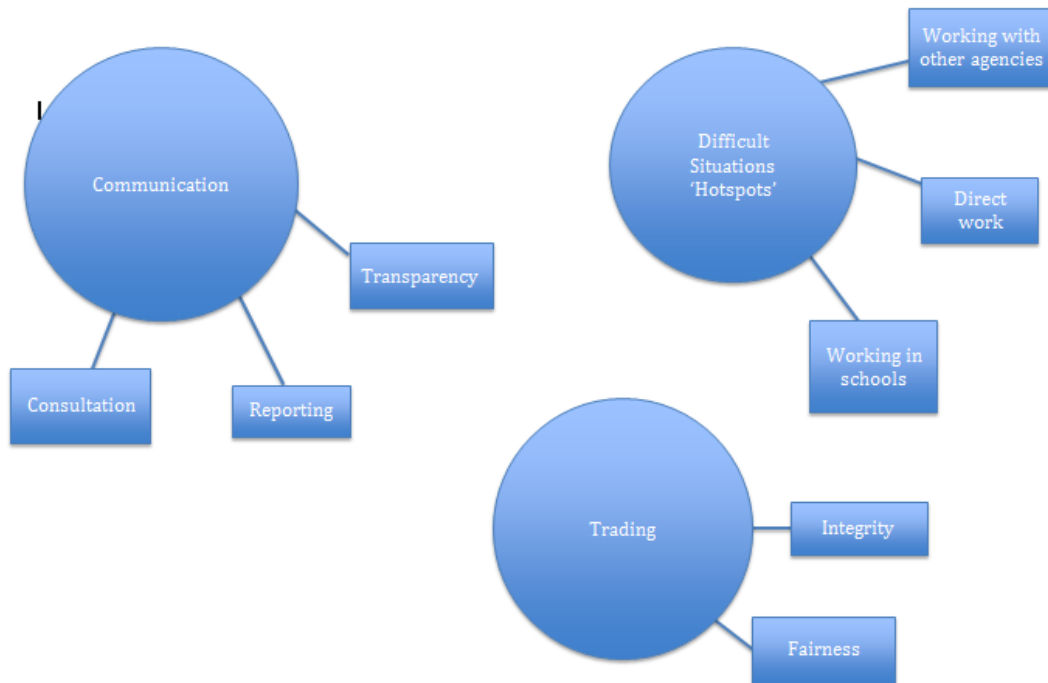 Communication
Transparency
Consultation
Reporting
Difficult
Situations
‘Hotspots’
Working with
other agencies
Direct
work
Working in
schools
Trading
Integrity
Fairness